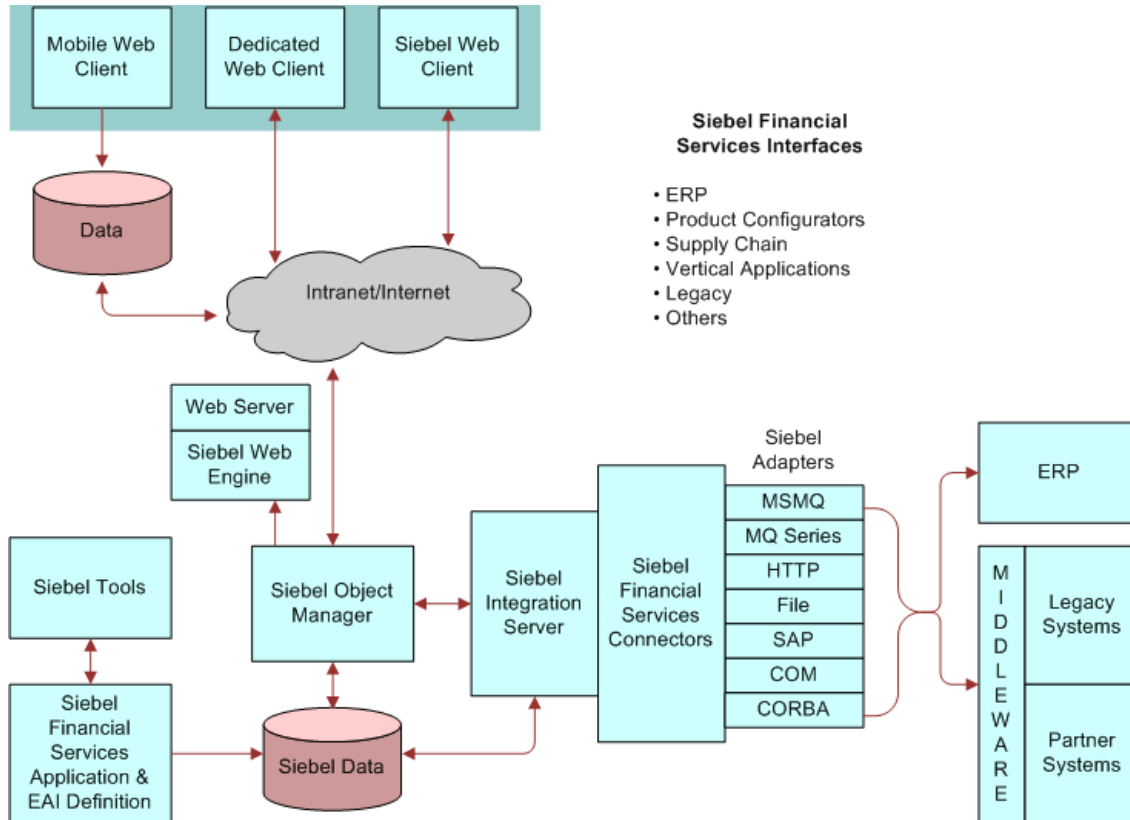 Mobile Web
Client
Dedicated
Web Client
Siebel Web
Client
Siebel Financial
Services Interfaces
• ERP
• Product Configurators
• Supply Chain
• Vertical Applications
• Legacy
• Others
Data
Intranet/Internet
Web Server
Siebel Web
Engine
Siebel Tools
Siebel Object
Manager
Siebel
Integration
Server
Siebel
Financial
Services
Connectors
Siebel
Adapters
MSMQ
MQ Series
HTTP
File
SAP
COM
CORBA
ERP
MIDDLEWARE
Legacy
Systems
Partner
Systems
Siebel
Financial
Services
Application &
EAI Definition
Siebel Data